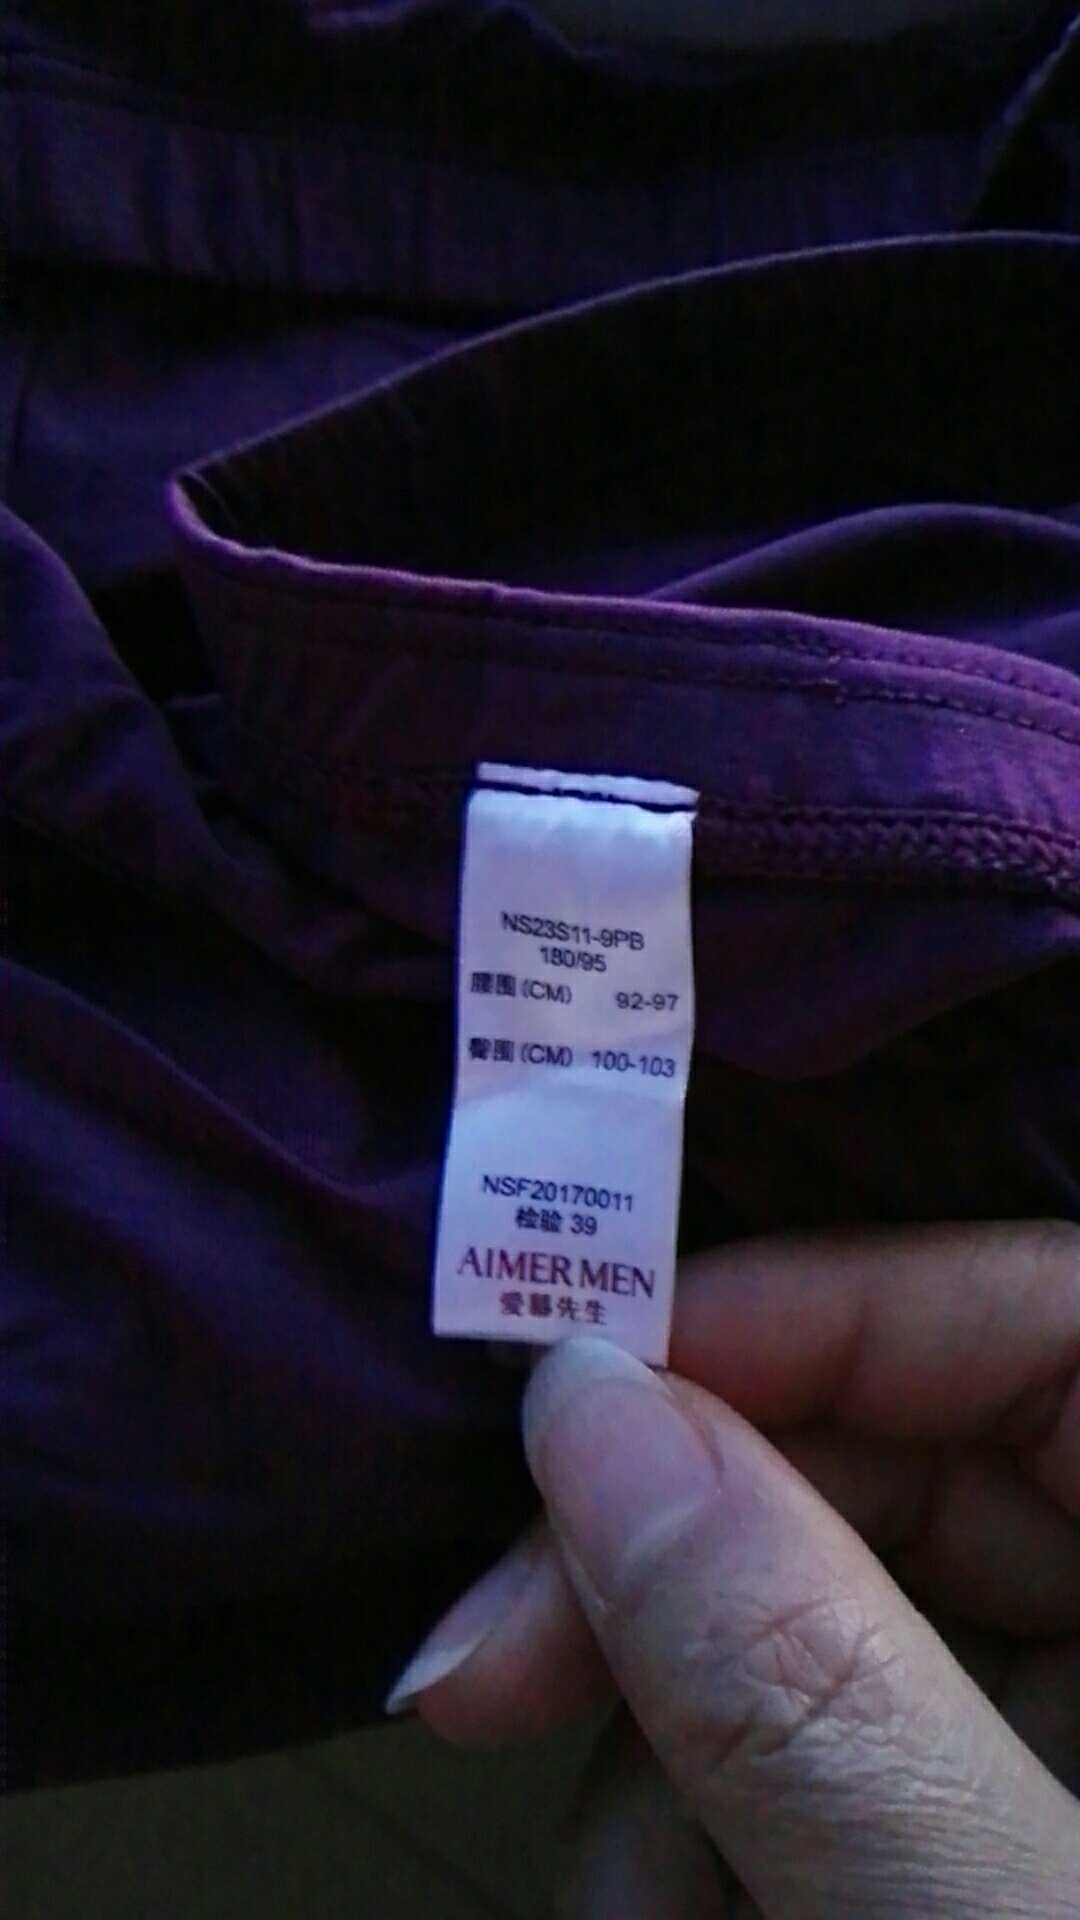 NS23S11-9PB
180/95
腰围(CM) 92-97
臀围(CM) 100-103
NSF20170011
检验 39
AIMER MEN
爱慕先生